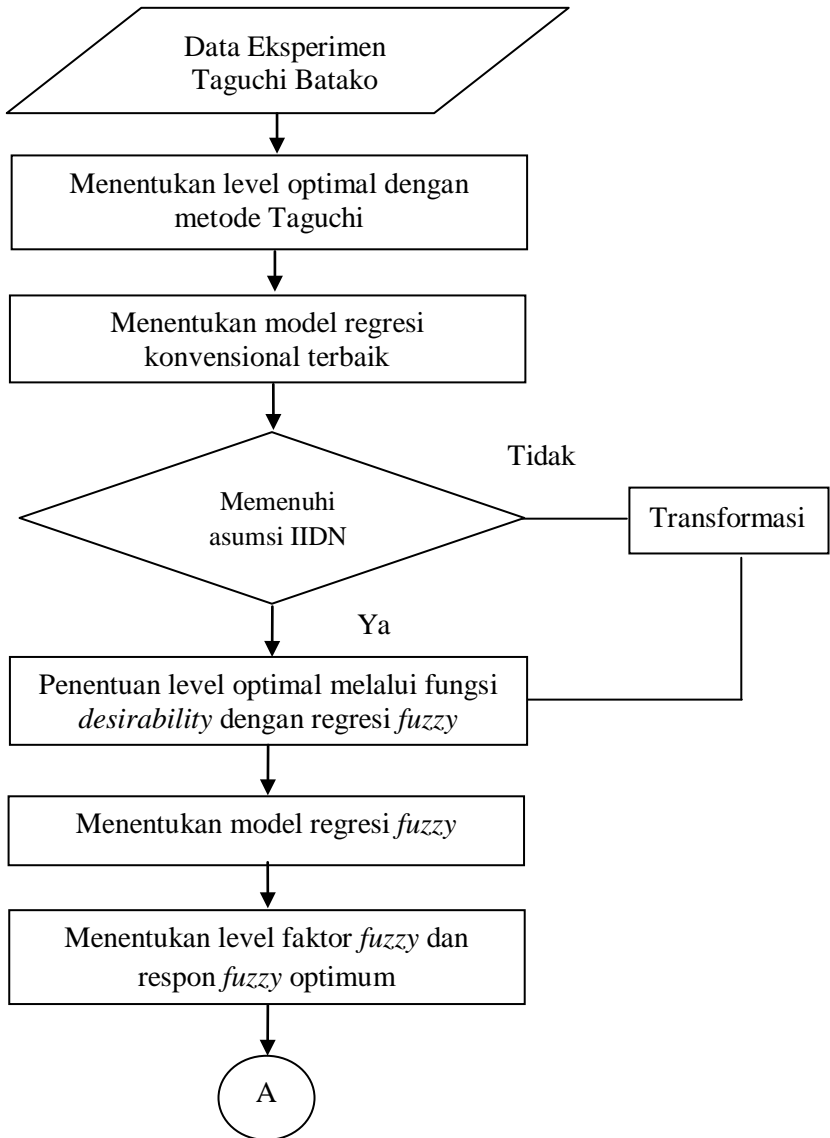 Data Eksperimen
Taguchi Batako
Menentukan level optimal dengan
metode Taguchi
Menentukan model regresi
konvensional terbaik
Tidak
Memenuhi
asumsi IIDN
Transformasi
Ya
Penentuan level optimal melalui fungsi
desirability dengan regresi fuzzy
Menentukan model regresi fuzzy
Menentukan level faktor fuzzy dan
respon fuzzy optimum
A